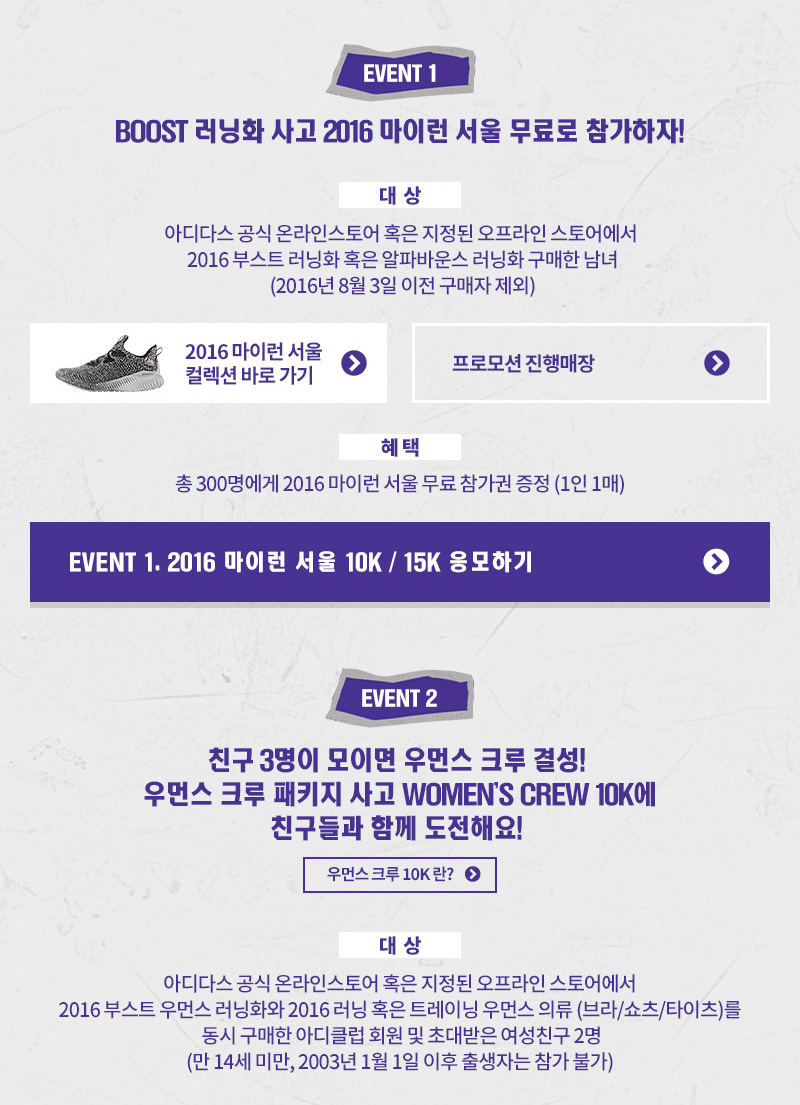 EVENT 1
BOOST 러닝화 사고 2016 마이런 서울 무료로 참가하자!
대 상
아디다스 공식 온라인스토어 혹은 지정된 오프라인 스토어에서
2016 부스트 러닝화 혹은 알파바운스 러닝화 구매한 남녀
(2016년 8월 3일 이전 구매자 제외)
2016 마이런 서울
컬렉션 바로 가기
프로모션 진행매장
혜 택
총 300명에게 2016 마이런 서울 무료 참가권 증정 (1인 1매)
EVENT 1. 2016 마이런 서울 10K / 15K 응모하기
EVENT 2
친구 3명이 모이면 우먼스 크루 결성!
우먼스 크루 패키지 사고 WOMEN'S CREW 10K에
친구들과 함께 도전해요!
우먼스 크루 10K 란?
대 상
아디다스 공식 온라인스토어 혹은 지정된 오프라인 스토어에서
2016 부스트 우먼스 러닝화와 2016 러닝 혹은 트레이닝 우먼스 의류 (브라/쇼츠/타이츠)를
동시 구매한 아디클럽 회원 및 초대받은 여성친구 2명
(만 14세 미만, 2003년 1월 1일 이후 출생자는 참가 불가)